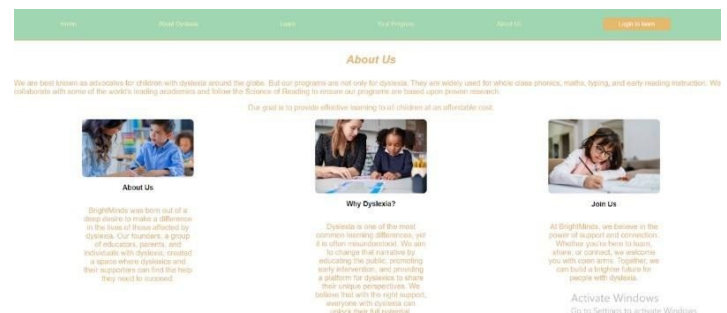 Home About Dyslexia Learn Your Progress About Us Login to learn
About Us
We are best known as advocates for children with dyslexia around the globe. But our programs are not only for dyslexia. They are widely used for whole class phonics, maths, typing, and early reading instruction. We
collaborate with some of the world's leading academics and follow the Science of Reading to ensure our programs are based upon proven research.
Our goal is to provide effective learning to all children at an affordable cost.
About Us
BrightMinds was born out of a
deep desire to make a difference
in the lives of those affected by
dyslexia. Our founders, a group
of educators, parents, and
individuals with dyslexia, created
a space where dyslexics and
their supporters can find the help
they need to succeed
Why Dyslexia?
Dyslexia is one of the most
common learning differences, yet
it is often misunderstood. We aim
to change that narrative by
educating the public, promoting
early intervention, and providing
a platform for dyslexics to share
their unique perspectives. We
believe that with the right support,
everyone with dyslexia can
unlock their full potential
Join Us
At BrightMinds, we believe in the
power of support and connection.
Whether you're here to learn,
share, or connect, we welcome
you with open arms. Together, we
can build a brighter future for
people with dyslexia.
Activate Windows
Go to Settings to activate Windows.